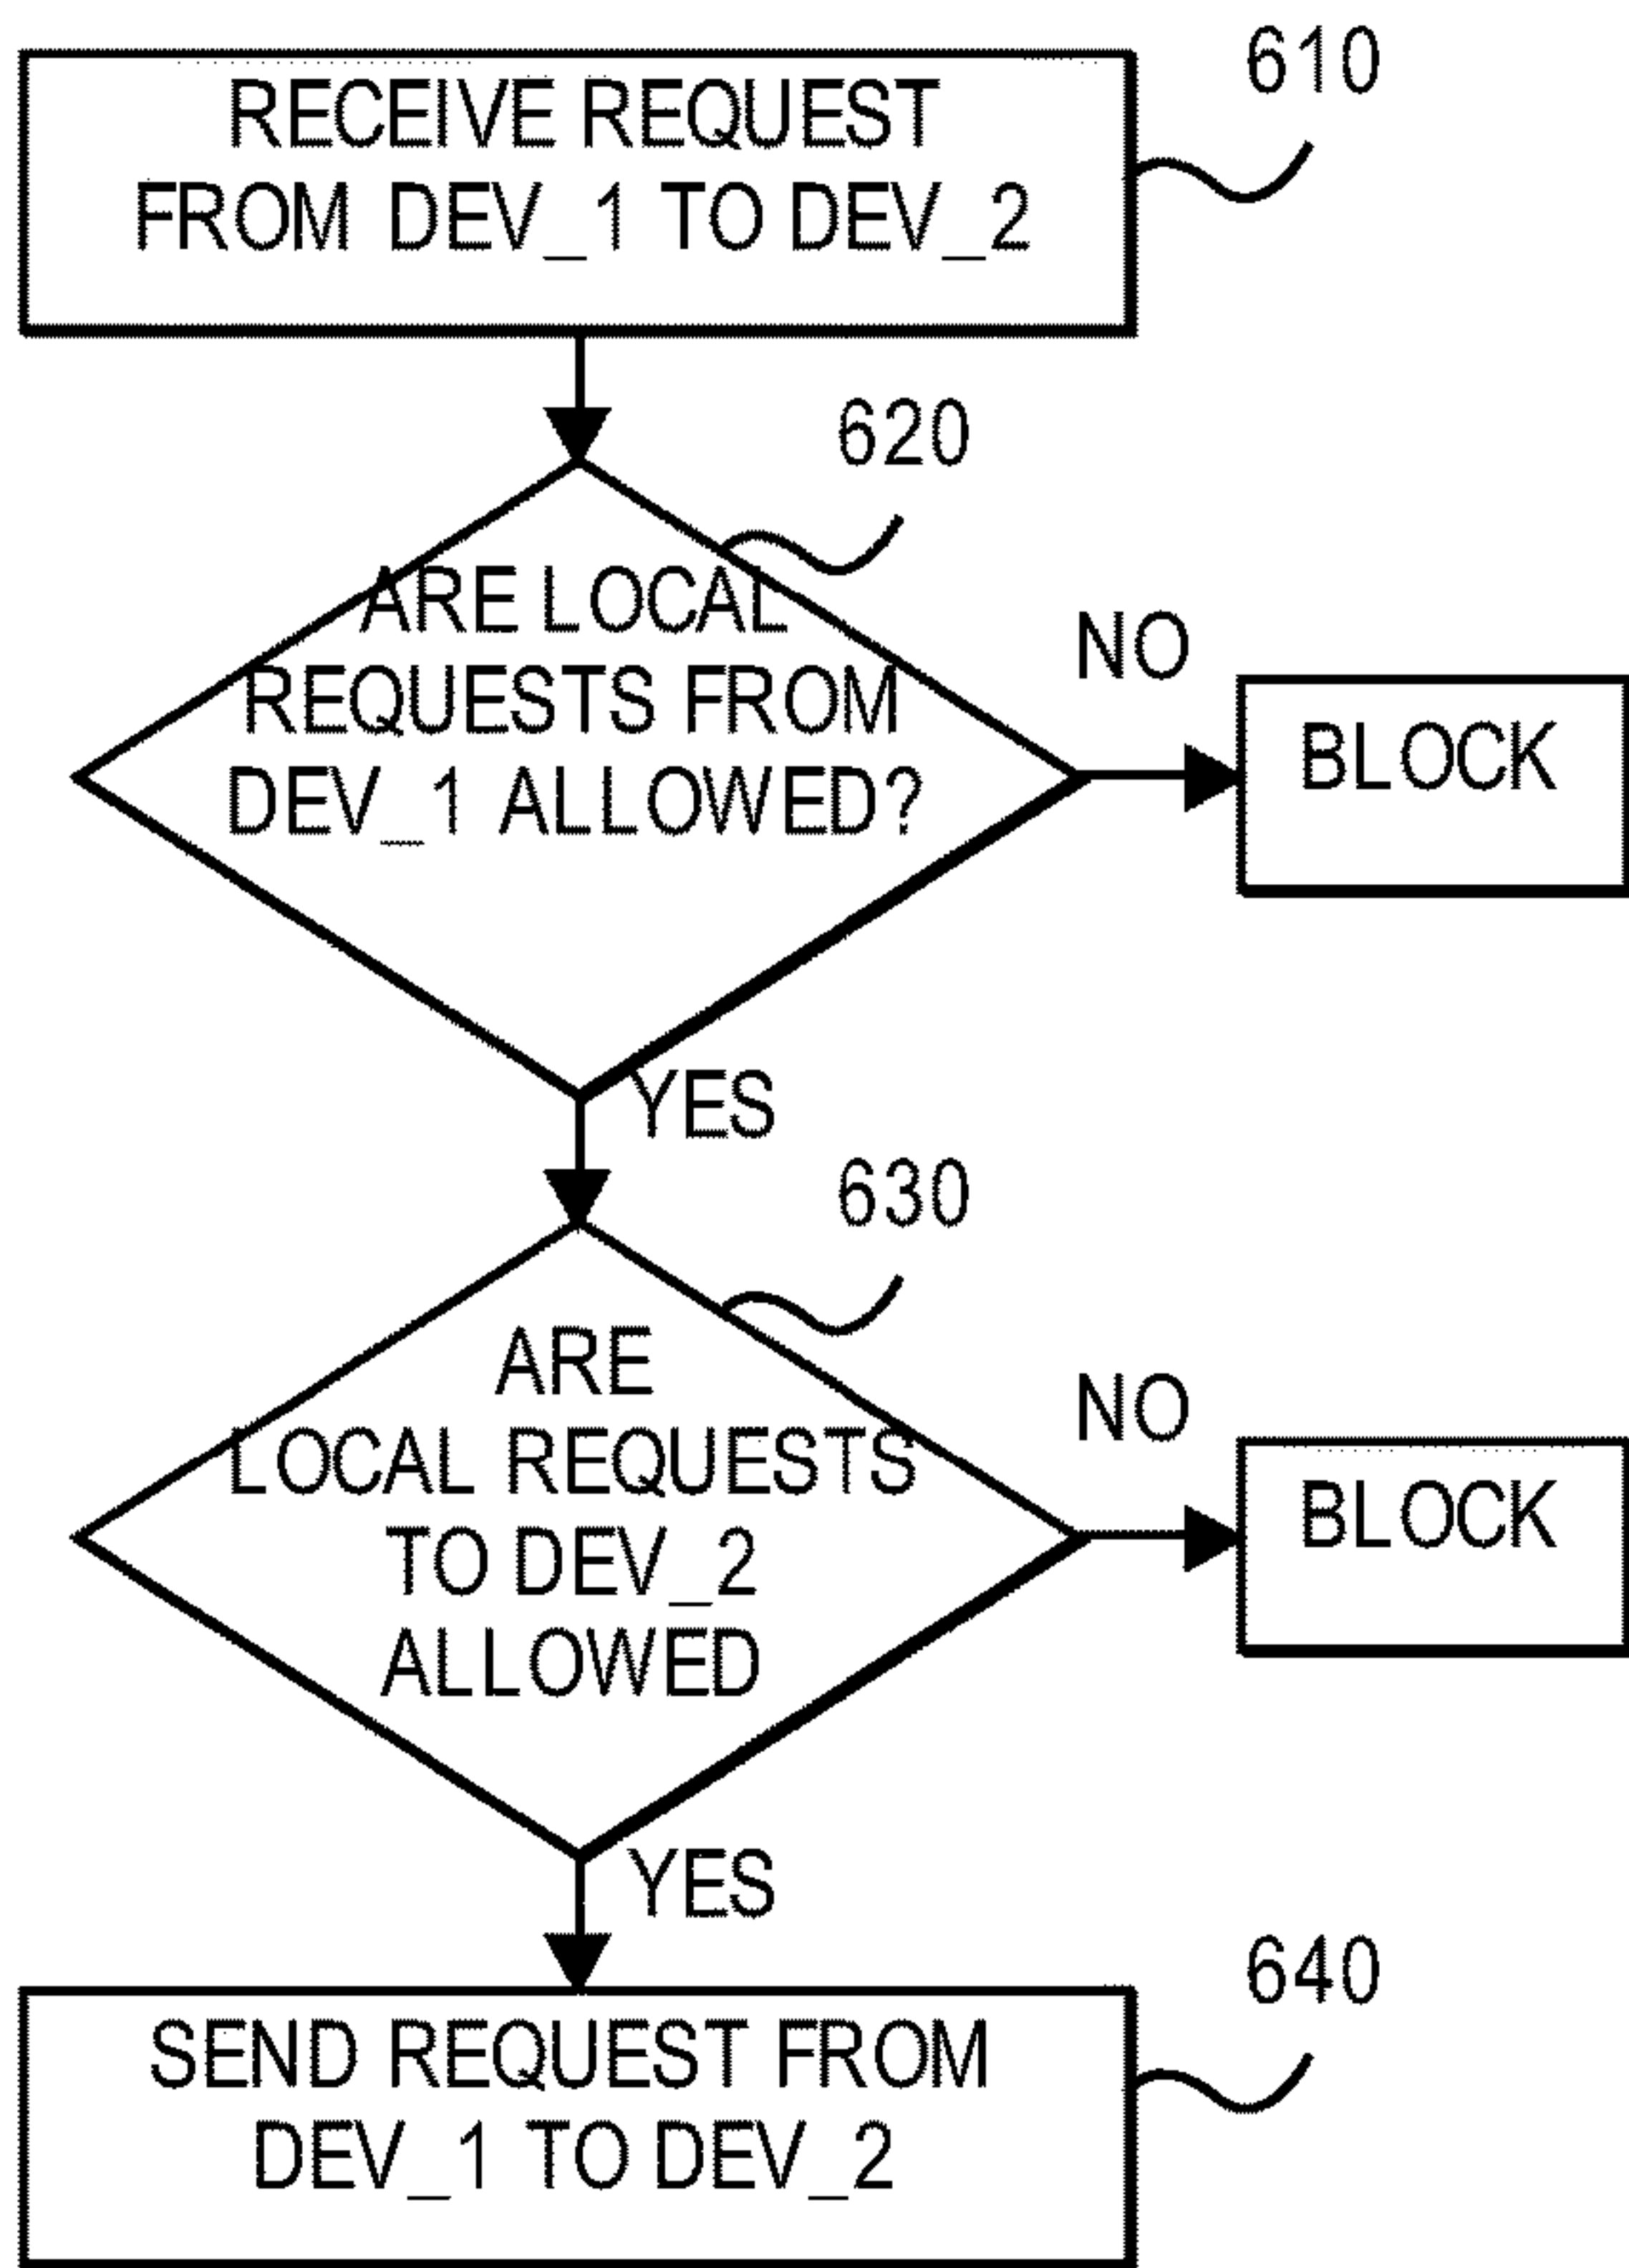 610
RECEIVE REQUEST
FROM DEV_1 TO DEV_2
620
ARE LOCAL
REQUESTS FROM
DEV_1 ALLOWED?
NO
BLOCK
YES
630
ARE
LOCAL REQUESTS
TO DEV_2
ALLOWED
NO
BLOCK
YES
640
SEND REQUEST FROM
DEV_1 TO DEV_2